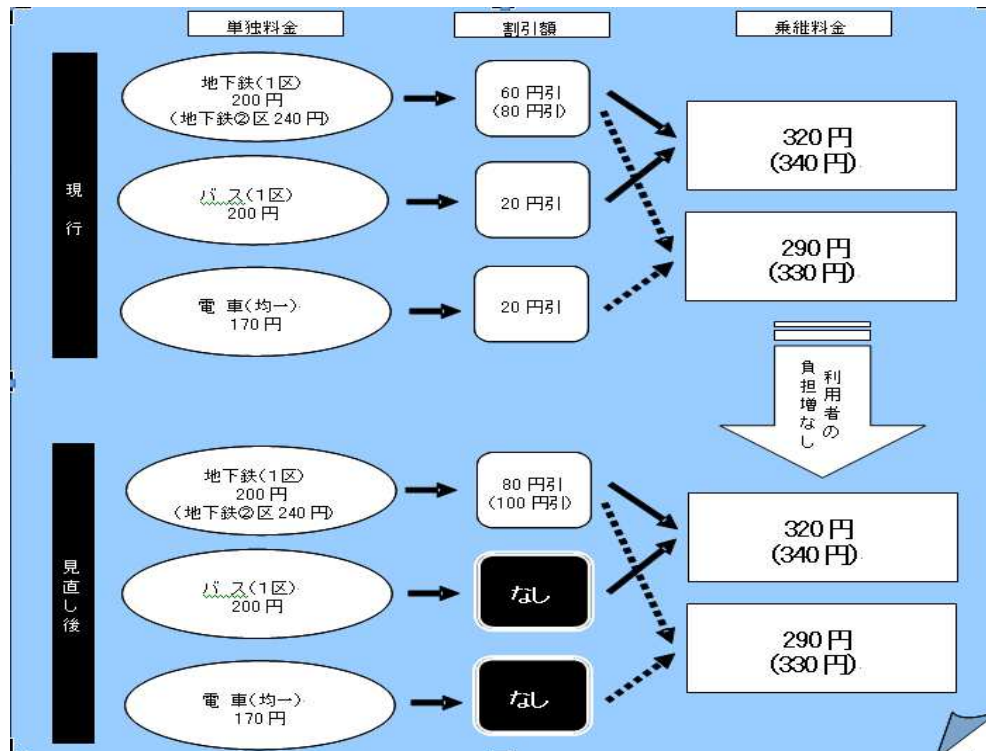 単独料金
割引額
乗継料金
現行
地下鉄(1区)
200円
(地下鉄②区240円)
60円引
(80円引)
320円
(340円)
バス(1区)
200円
20円引
290円
(330円)
電車(均一)
170円
20円引
利用者の
負担増なし
見直し後
地下鉄(1区)
200円
(地下鉄②区240円)
80円引
(100円引)
320円
(340円)
バス(1区)
200円
なし
290円
(330円)
電車(均一)
170円
なし